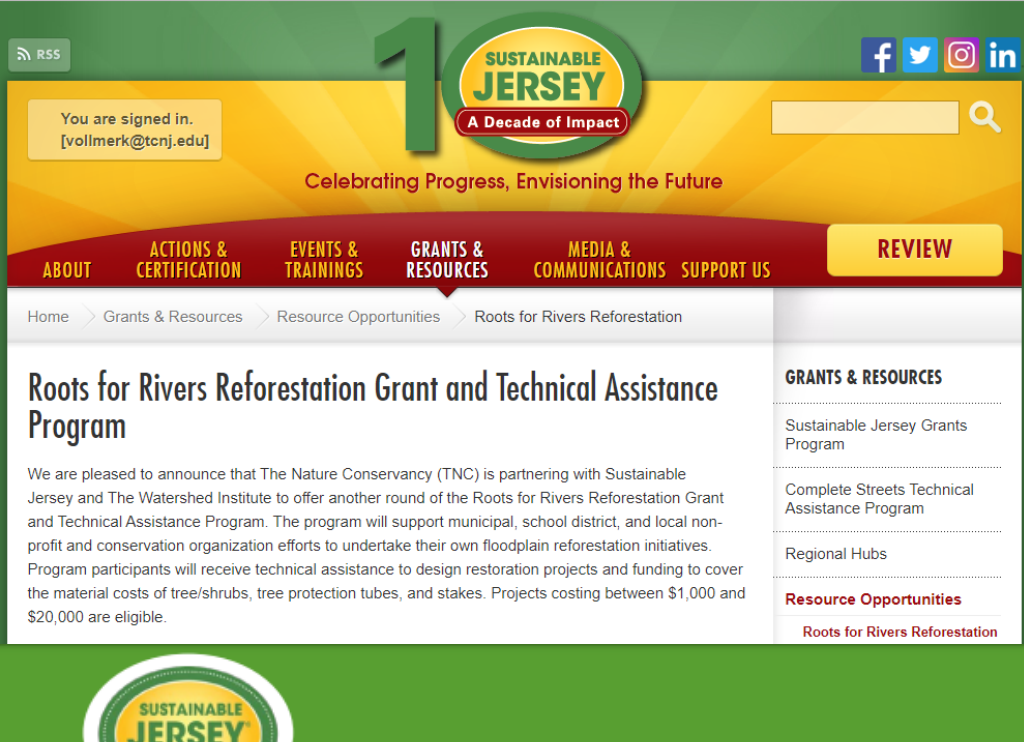 RSS
10
SUSTAINABLE
JERSEY
A Decade of Impact
You are signed in.
[vollmerk@tcnj.edu]
Celebrating Progress, Envisioning the Future
ABOUT
ACTIONS &
CERTIFICATION
EVENTS &
TRAININGS
GRANTS &
RESOURCES
MEDIA &
COMMUNICATIONS
SUPPORT US
REVIEW
Home Grants & Resources Resource Opportunities Roots for Rivers Reforestation
Roots for Rivers Reforestation Grant and Technical Assistance
Program
We are pleased to announce that The Nature Conservancy (TNC) is partnering with Sustainable
Jersey and The Watershed Institute to offer another round of the Roots for Rivers Reforestation Grant
and Technical Assistance Program. The program will support municipal, school district, and local non-
profit and conservation organization efforts to undertake their own floodplain reforestation initiatives.
Program participants will receive technical assistance to design restoration projects and funding to cover
the material costs of tree/shrubs, tree protection tubes, and stakes. Projects costing between $1,000 and
$20,000 are eligible.
GRANTS & RESOURCES
Sustainable Jersey Grants
Program
Complete Streets Technical
Assistance Program
Regional Hubs
Resource Opportunities
Roots for Rivers Reforestation
SUSTAINABLE
JERSEY